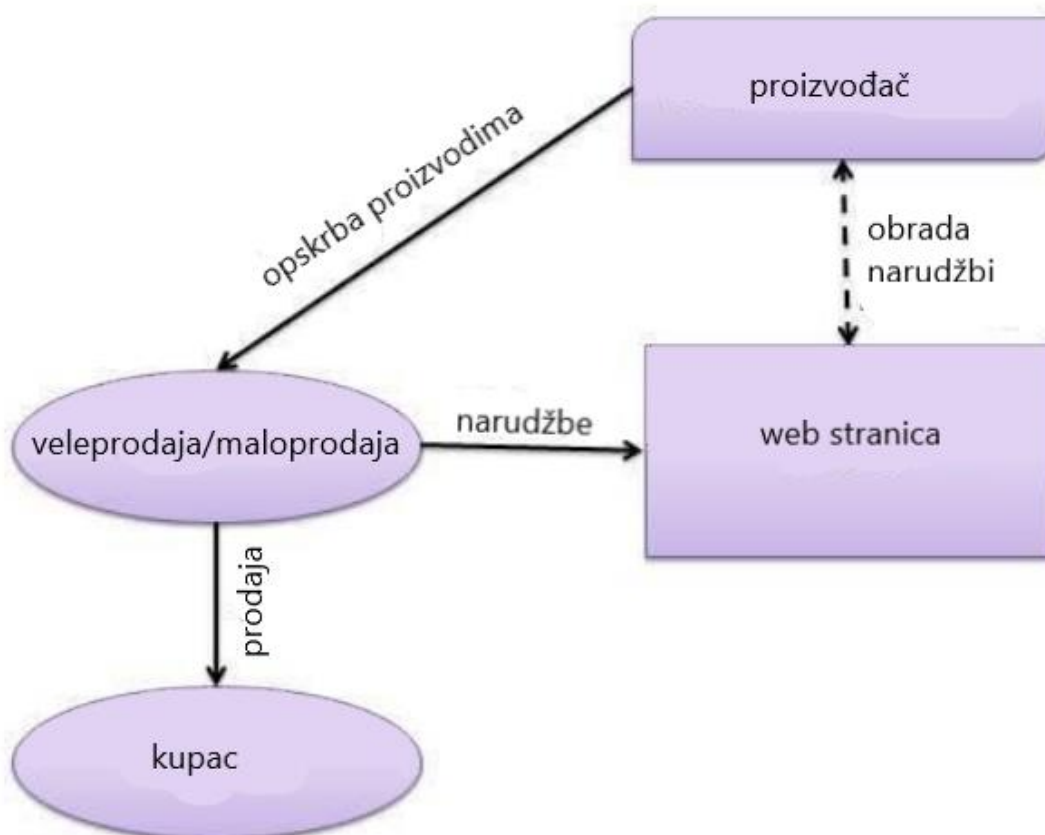 proizvođač
opskrba proizvodima
obrada
narudžbi
veleprodaja/maloprodaja
narudžbe
web stranica
prodaja
kupac